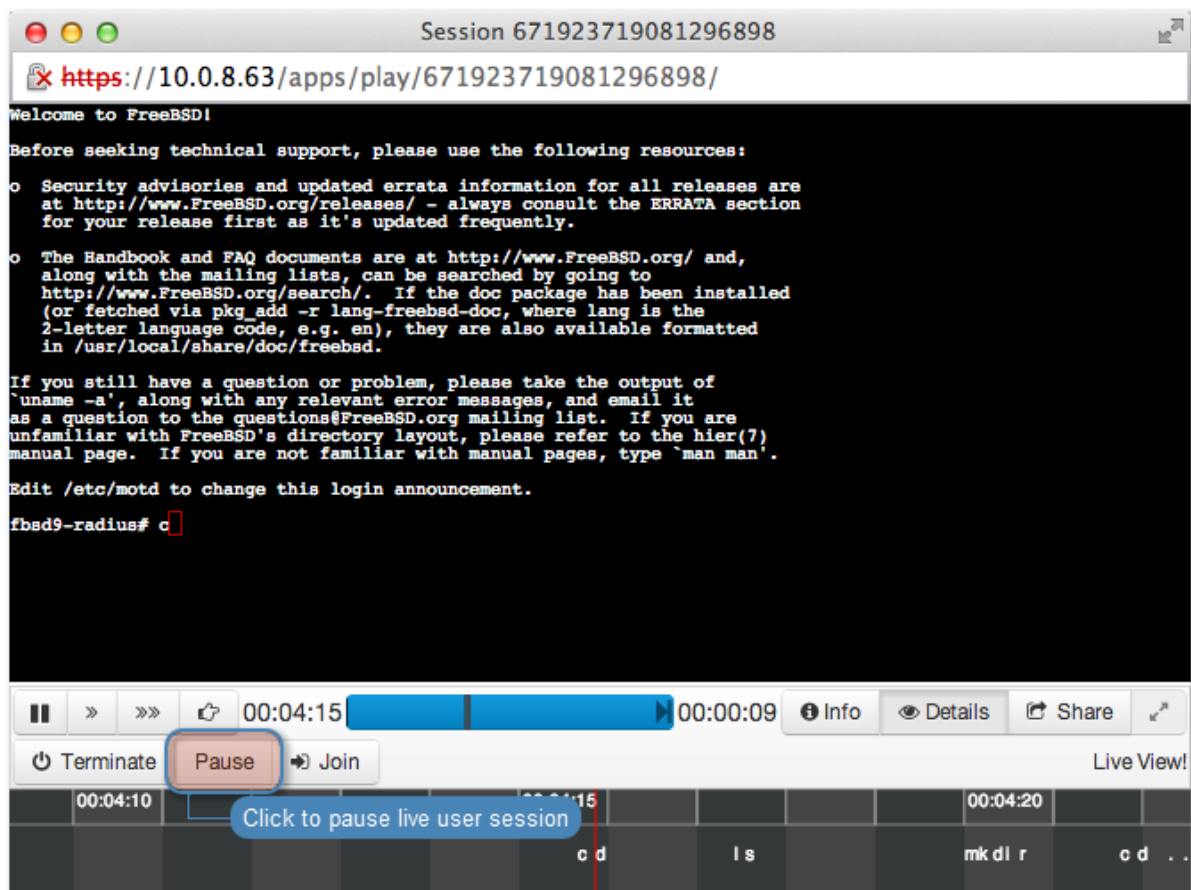 Session 671923719081296898
https://10.0.8.63/apps/play/671923719081296898/
Welcome to FreeBSD!
Before seeking technical support, please use the following resources:
o  Security advisories and updated errata information for all releases are
at http://www.FreeBSD.org/releases/ - always consult the ERRATA section
for your release first as it's updated frequently.
o  The Handbook and FAQ documents are at http://www.FreeBSD.org/ and,
along with the mailing lists, can be searched by going to
http://www.FreeBSD.org/search/.  If the doc package has been installed
(or fetched via pkg_add -r lang-freebsd-doc, where lang is the
2-letter language code, e.g. en), they are also available formatted
in /usr/local/share/doc/freebsd.
If you still have a question or problem, please take the output of
`uname -a', along with any relevant error messages, and email it
as a question to the questions@FreeBSD.org mailing list.  If you are
unfamiliar with FreeBSD's directory layout, please refer to the hier(7)
manual page.  If you are not familiar with manual pages, type `man man'.
Edit /etc/motd to change this login announcement.
fbsd9-radius# c
00:04:15 00:00:09 Info Details Share
Terminate Pause Join Live View!
00:04:10 15 00:04:20
Click to pause live user session
c d ls mkdir c d ..